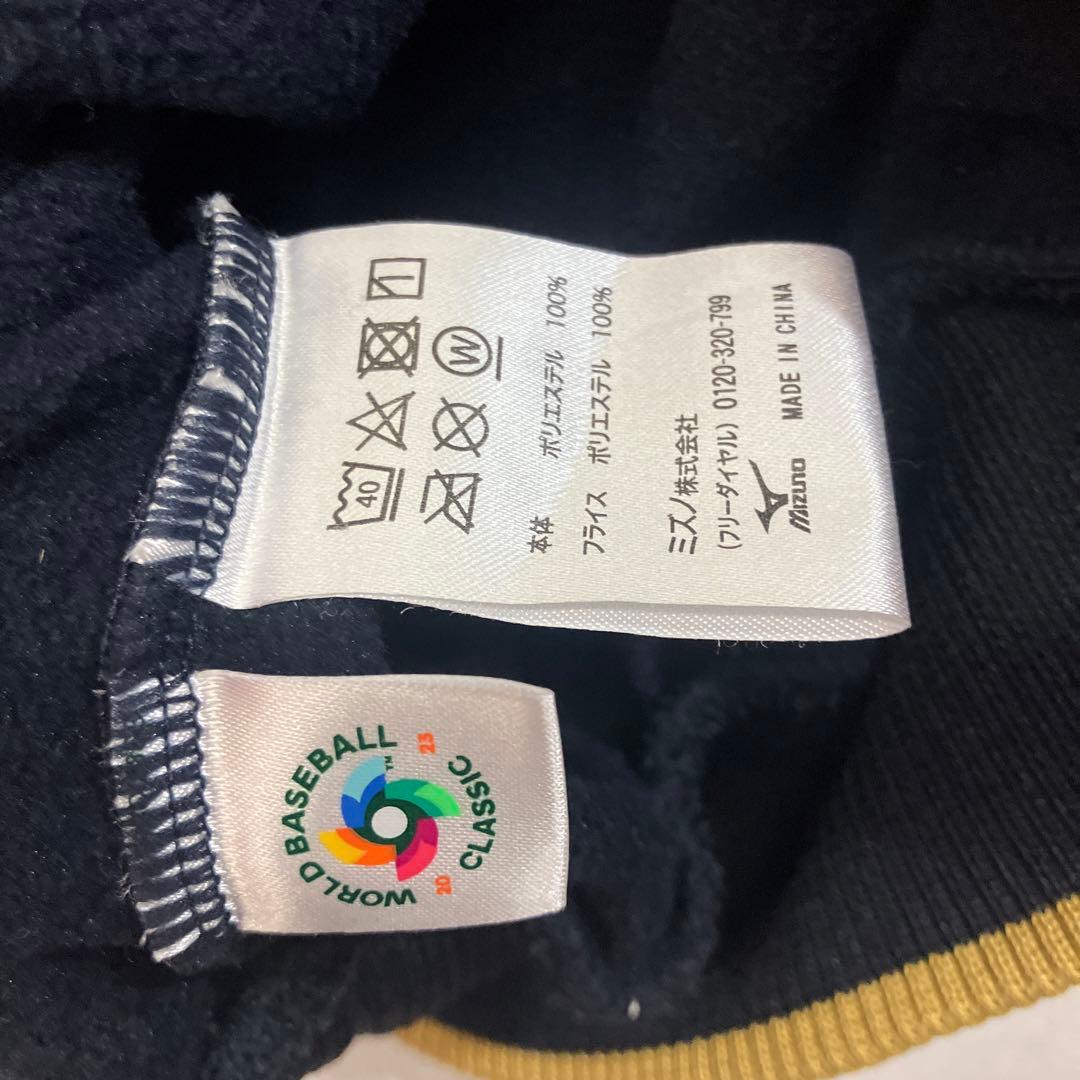 40
W
本体 ポリエステル 100%
フライス ポリエステル 100%
ミズノ株式会社
(フリーダイヤル) 0120-320-799
MIZUNO
MADE IN CHINA
WORLD BASEBALL
CLASSIC
TM
20 23